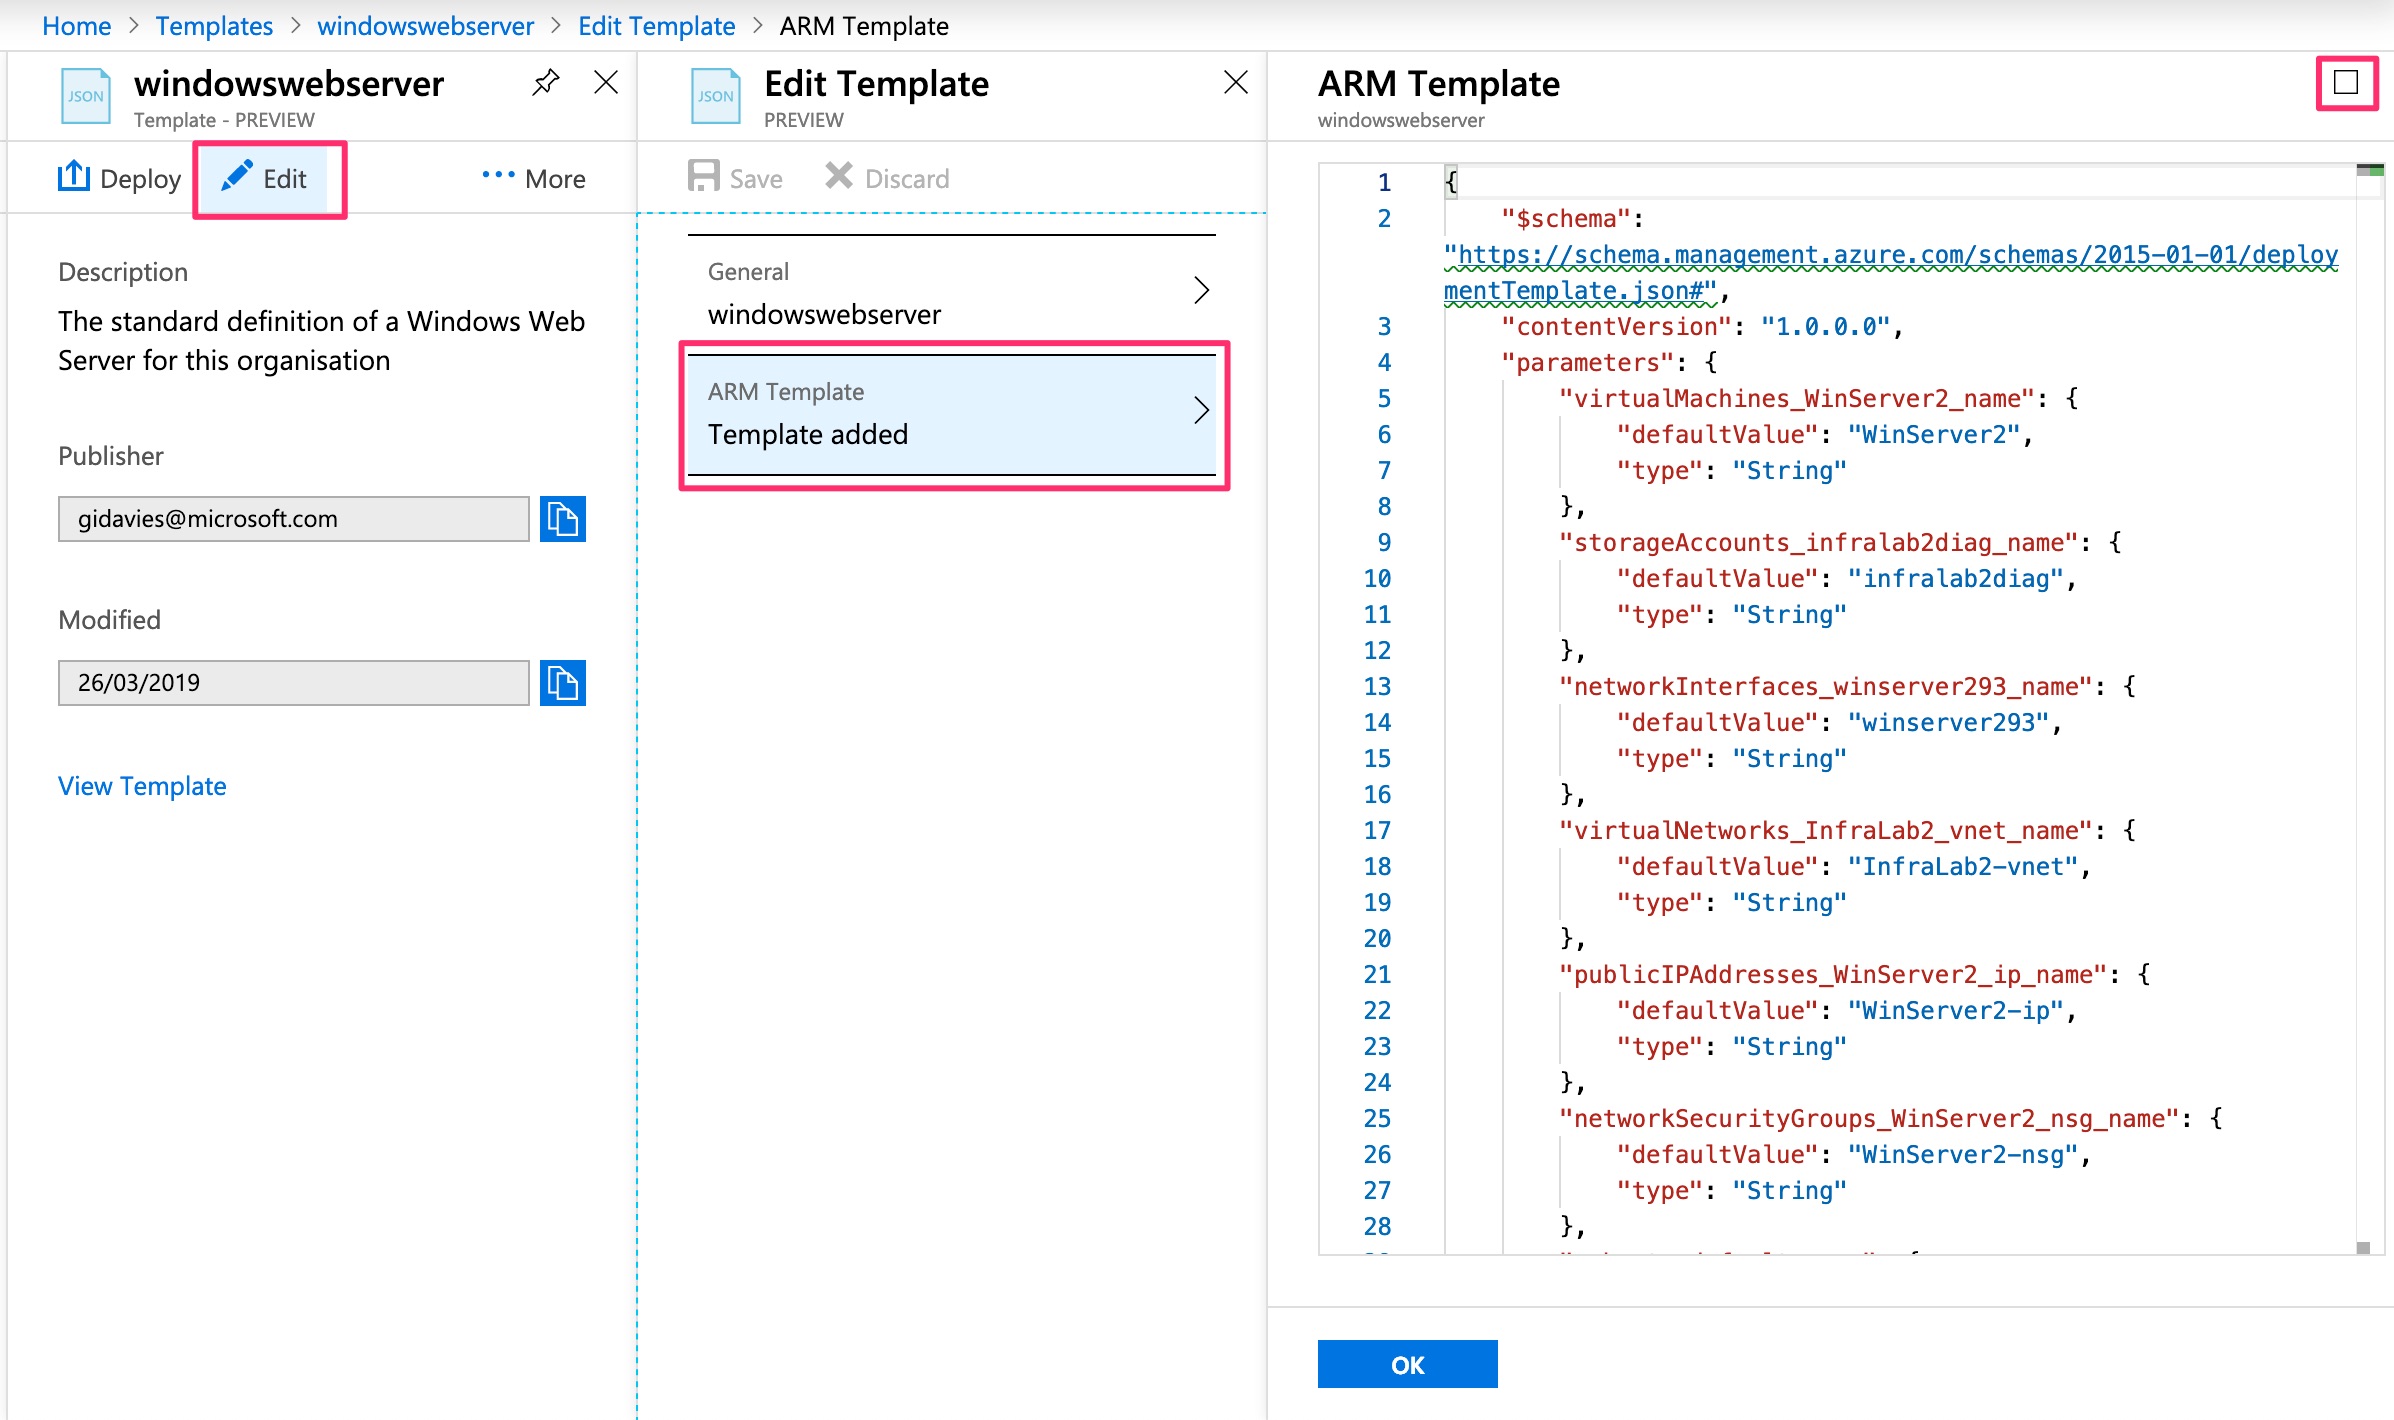 Home > Templates > windowswebserver > Edit Template > ARM Template
JSON
windowswebserver
Template - PREVIEW
Deploy
Edit
••• More
Description
The standard definition of a Windows Web
Server for this organisation
Publisher
gidavies@microsoft.com
Modified
26/03/2019
View Template
JSON
Edit Template
PREVIEW
Save
Discard
General
windowswebserver
ARM Template
Template added
ARM Template
windowswebserver
1 {
2 "$schema":
"https://schema.management.azure.com/schemas/2015-01-01/deploy
mentTemplate.json#",
3 "contentVersion": "1.0.0.0",
4 "parameters": {
5 "virtualMachines_WinServer2_name": {
6 "defaultValue": "WinServer2",
7 "type": "String"
8 },
9 "storageAccounts_infralab2diag_name": {
10 "defaultValue": "infralab2diag",
11 "type": "String"
12 },
13 "networkInterfaces_winserver293_name": {
14 "defaultValue": "winserver293",
15 "type": "String"
16 },
17 "virtualNetworks_InfraLab2_vnet_name": {
18 "defaultValue": "InfraLab2-vnet",
19 "type": "String"
20 },
21 "publicIPAddresses_WinServer2_ip_name": {
22 "defaultValue": "WinServer2-ip",
23 "type": "String"
24 },
25 "networkSecurityGroups_WinServer2_nsg_name": {
26 "defaultValue": "WinServer2-nsg",
27 "type": "String"
28 },
OK